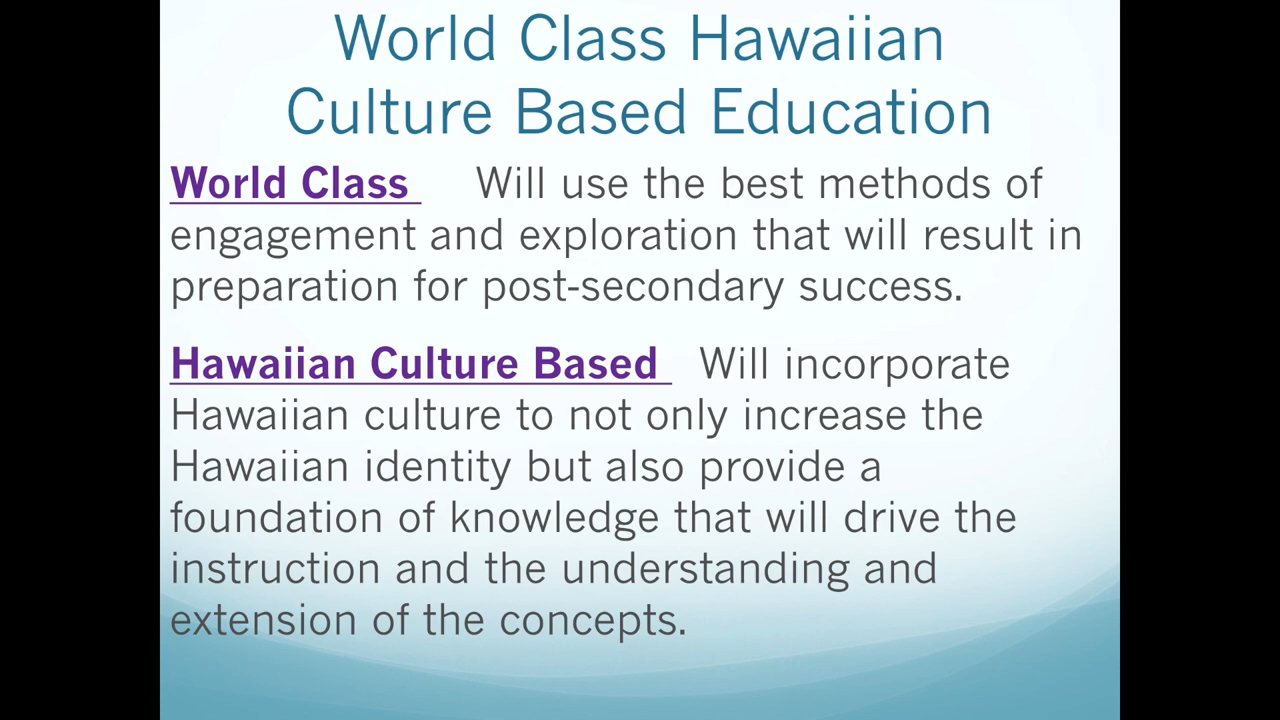 World Class Hawaiian
Culture Based Education
World Class Will use the best methods of
engagement and exploration that will result in
preparation for post-secondary success.
Hawaiian Culture Based Will incorporate
Hawaiian culture to not only increase the
Hawaiian identity but also provide a
foundation of knowledge that will drive the
instruction and the understanding and
extension of the concepts.